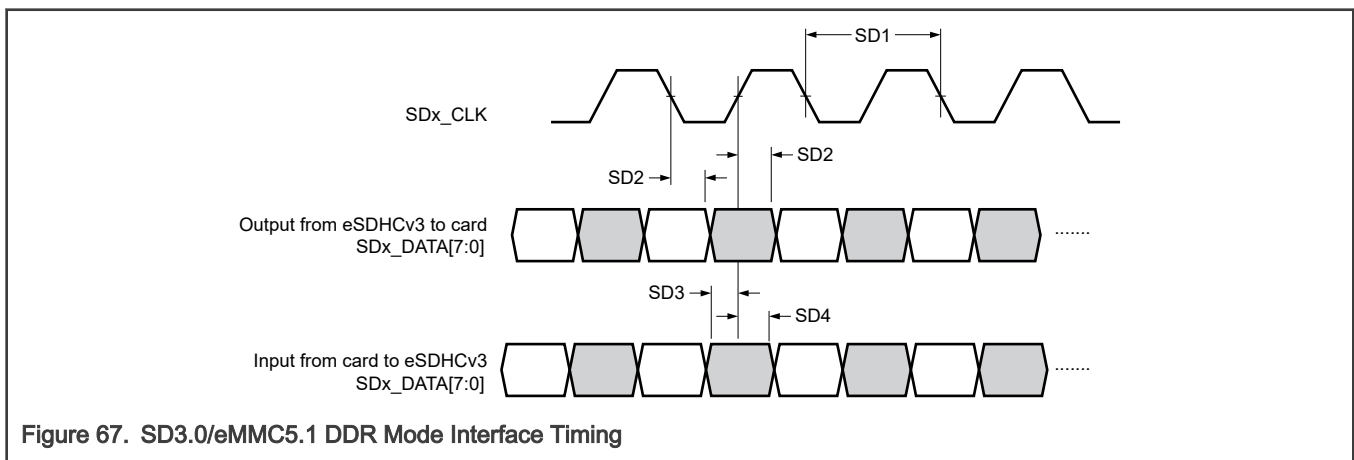 SD1
SDx_CLK
SD2
SD2
Output from eSDHCv3 to card
SDx_DATA[7:0]
.......
SD3
SD4
Input from card to eSDHCv3
SDx_DATA[7:0]
.......
Figure 67. SD3.0/eMMC5.1 DDR Mode Interface Timing